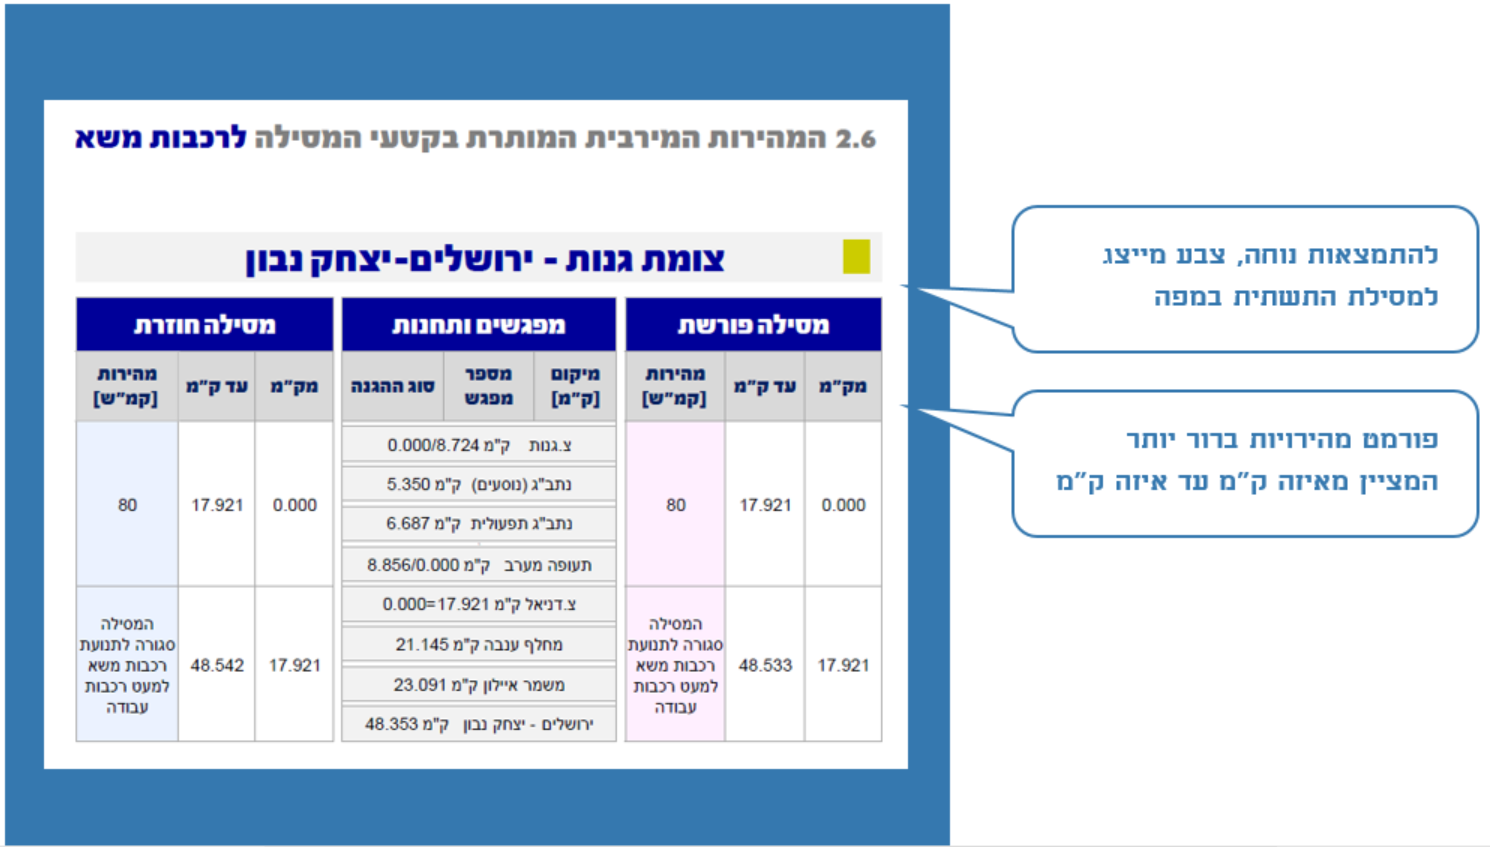 2.6 המהירות המירבית המותרת בקטעי המסילה לרכבות משא
צומת גנות - ירושלים-יצחק נבון
מסילה פורשת
מק"מ
עד ק"מ
מהירות
[קמ"ש]
0.000
17.921
80
17.921
48.533
המסילה
סגורה לתנועת
רכבות משא
למעט רכבות
עבודה
מפגשים ותחנות
מיקום
[ק"מ]
מספר
מפגש
סוג ההגנה
צ.גנות ק"מ 0.000/8.724
נתב"ג (נוסעים) ק"מ 5.350
נתב"ג תפעולית ק"מ 6.687
תעופה מערב ק"מ 8.856/0.000
צ.דניאל ק"מ 17.921=0.000
מחלף ענבה ק"מ 21.145
משמר איילון ק"מ 23.091
ירושלים - יצחק נבון ק"מ 48.353
מסילה חוזרת
מק"מ
עד ק"מ
מהירות
[קמ"ש]
0.000
17.921
80
17.921
48.542
המסילה
סגורה לתנועת
רכבות משא
למעט רכבות
עבודה
להתמצאות נוחה, צבע מייצג
למסילת התשתית במפה
פורמט מהירויות ברור יותר
המציין מאיזה ק"מ עד איזה ק"מ